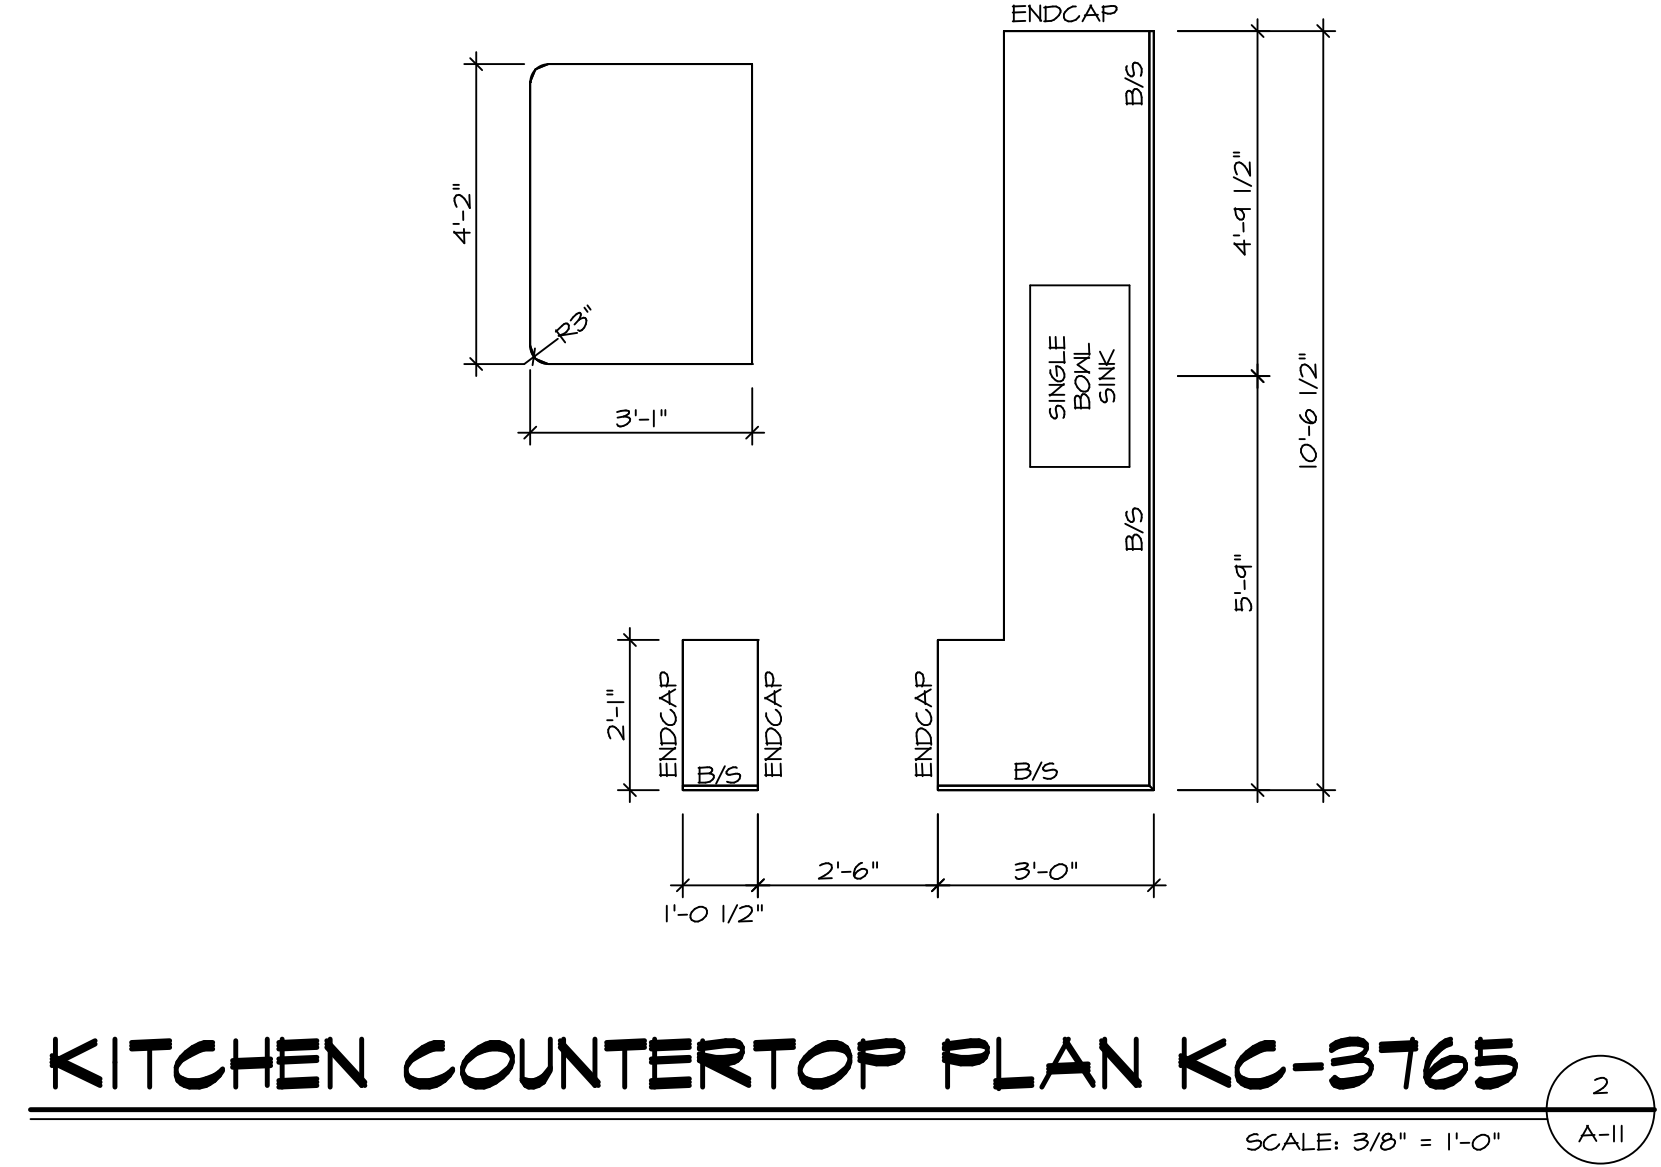 ENDCAP
B/S
4'-2"
4'-9 1/2"
R3"
SINGLE
BOWL
SINK
10'-6 1/2"
3'-1"
B/S
5'-9"
2'-1"
ENDCAP
ENDCAP
ENDCAP
B/S
B/S
2'-6"
3'-0"
1'-0 1/2"
KITCHEN COUNTERTOP PLAN KC-3765
2
A-11
SCALE: 3/8" = 1'-0"